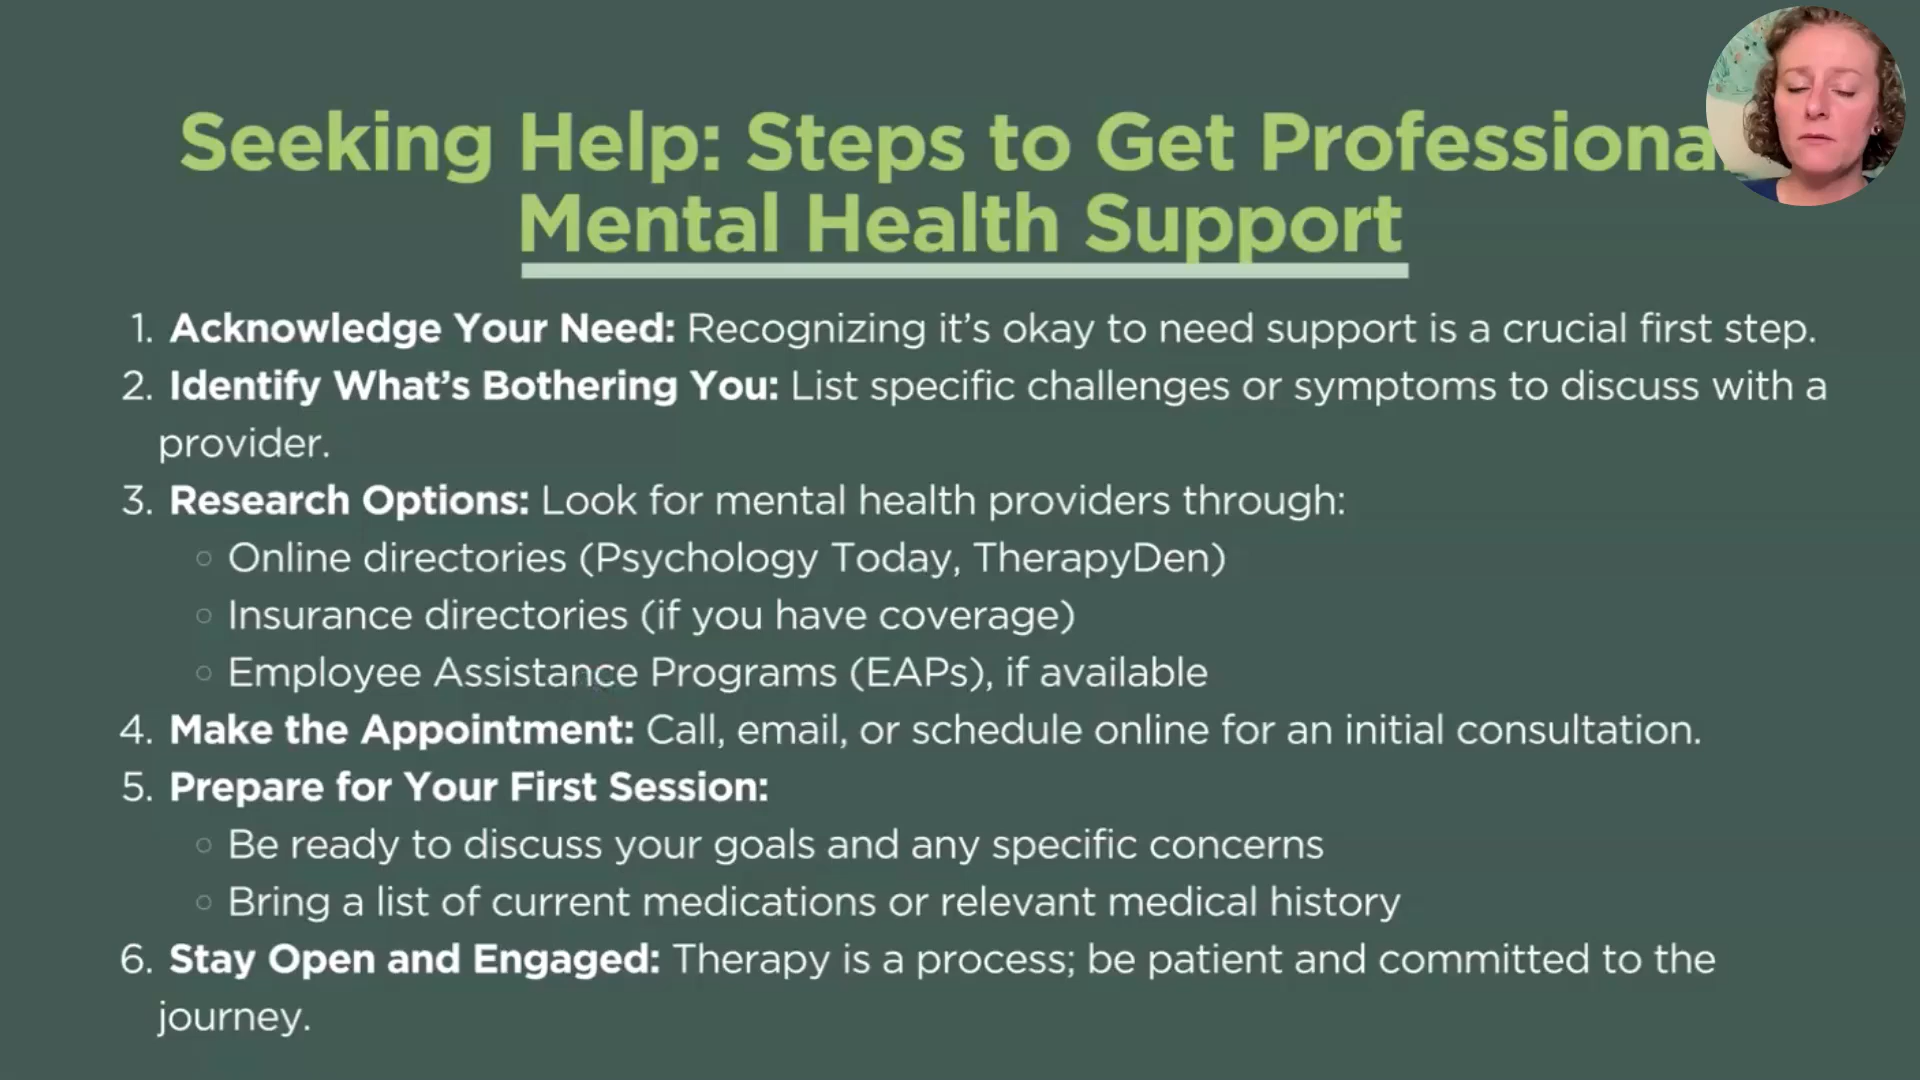 Seeking Help: Steps to Get Professiona
Mental Health Support
1. Acknowledge Your Need: Recognizing it’s okay to need support is a crucial first step.
2. Identify What’s Bothering You: List specific challenges or symptoms to discuss with a
provider.
3. Research Options: Look for mental health providers through:
○ Online directories (Psychology Today, TherapyDen)
○ Insurance directories (if you have coverage)
○ Employee Assistance Programs (EAPs), if available
4. Make the Appointment: Call, email, or schedule online for an initial consultation.
5. Prepare for Your First Session:
○ Be ready to discuss your goals and any specific concerns
○ Bring a list of current medications or relevant medical history
6. Stay Open and Engaged: Therapy is a process; be patient and committed to the
journey.